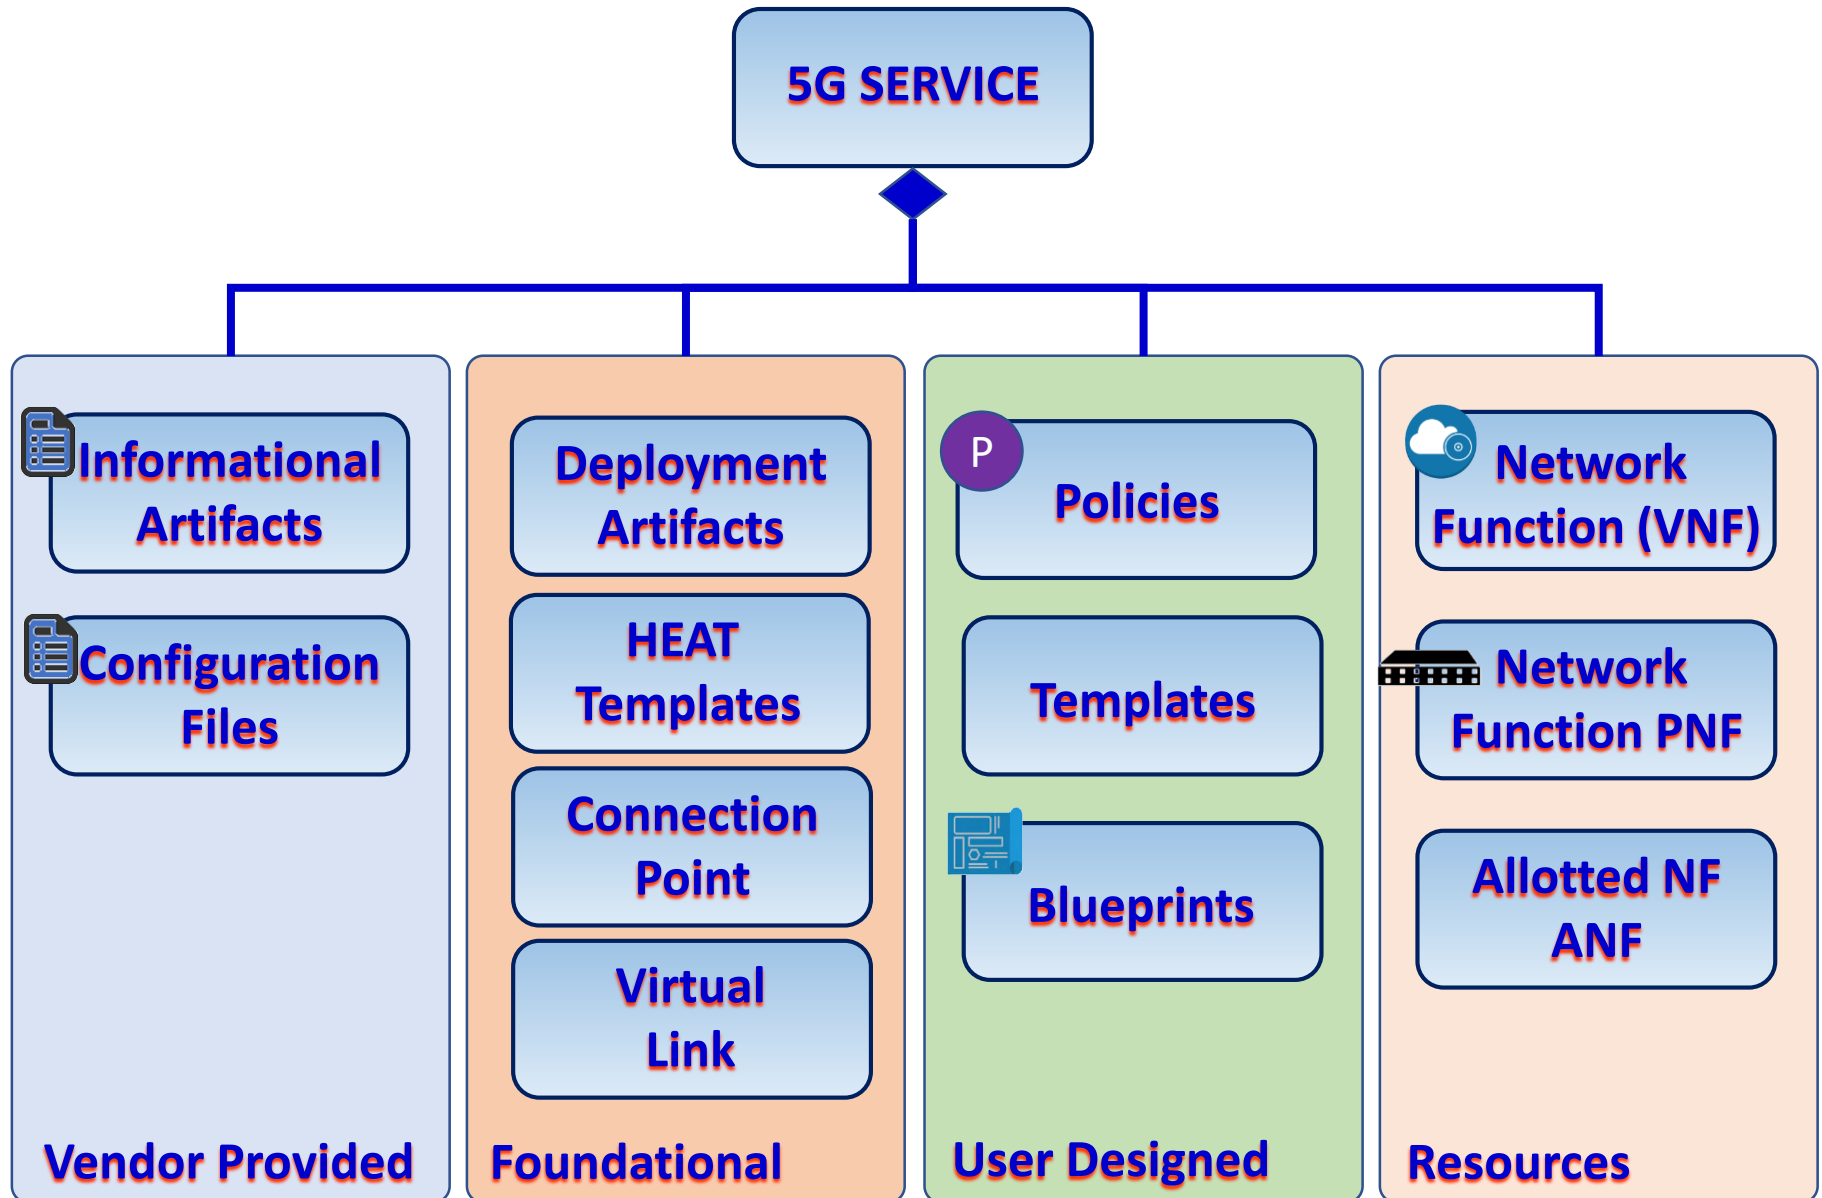 5G SERVICE
Informational
Artifacts
Configuration
Files
Vendor Provided
Deployment
Artifacts
HEAT
Templates
Connection
Point
Virtual
Link
Foundational
P
Policies
Templates
Blueprints
User Designed
Network
Function (VNF)
Network
Function PNF
Allotted NF
ANF
Resources